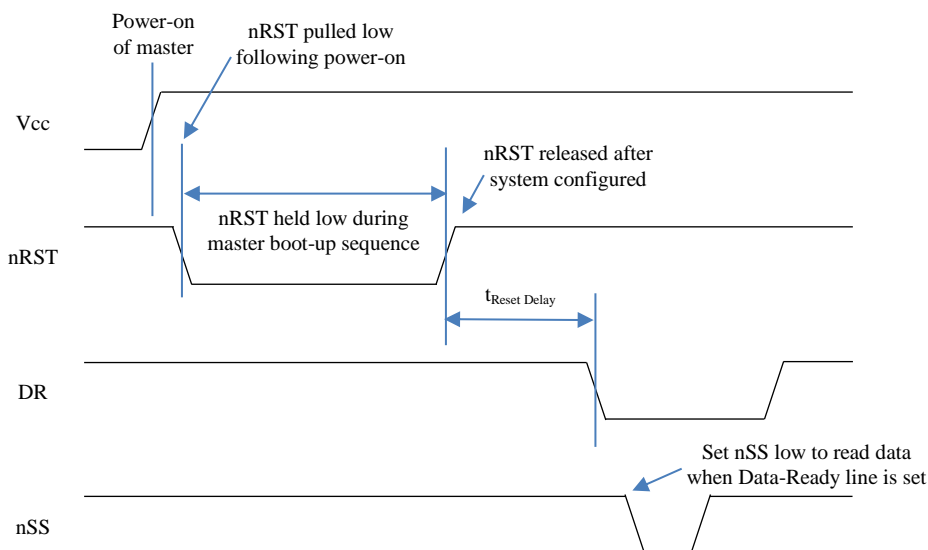 Power-on
of master
nRST pulled low
following power-on
Vcc
nRST released after
system configured
nRST held low during
master boot-up sequence
nRST
tReset Delay
DR
Set nSS low to read data
when Data-Ready line is set
nSS